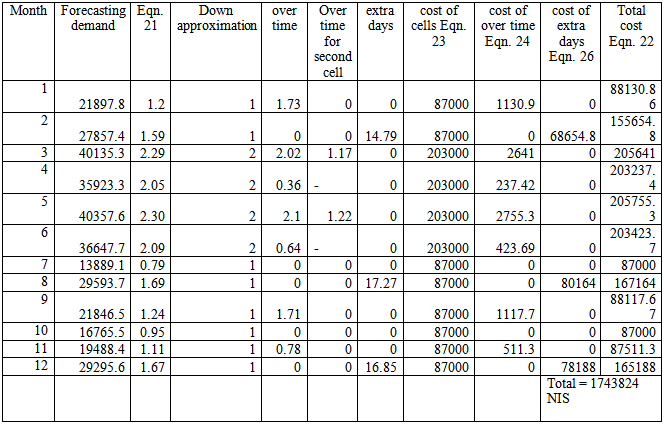 Month Forecasting demand Eqn. 21 Down approximation over time Over time for second cell extra days cost of cells Eqn. 23 cost of over time Eqn. 24 cost of extra days Eqn. 26 Total cost Eqn. 22
1 21897.8 1.2 1 1.73 0 0 87000 1130.9 0 88130.86
2 27857.4 1.59 1 0 0 14.79 87000 0 68654.8 155654.8
3 40135.3 2.29 2 2.02 1.17 0 203000 2641 0 205641
4 35923.3 2.05 2 0.36 - 0 203000 237.42 0 203237.4
5 40357.6 2.30 2 2.1 1.22 0 203000 2755.3 0 205755.3
6 36647.7 2.09 2 0.64 - 0 203000 423.69 0 203423.7
7 13889.1 0.79 1 0 0 0 87000 0 0 87000
8 29593.7 1.69 1 0 0 17.27 87000 0 80164 167164
9 21846.5 1.24 1 1.71 0 0 87000 1117.7 0 88117.67
10 16765.5 0.95 1 0 0 0 87000 0 0 87000
11 19488.4 1.11 1 0.78 0 0 87000 511.3 0 87511.3
12 29295.6 1.67 1 0 0 16.85 87000 0 78188 165188
Total = 1743824
NIS